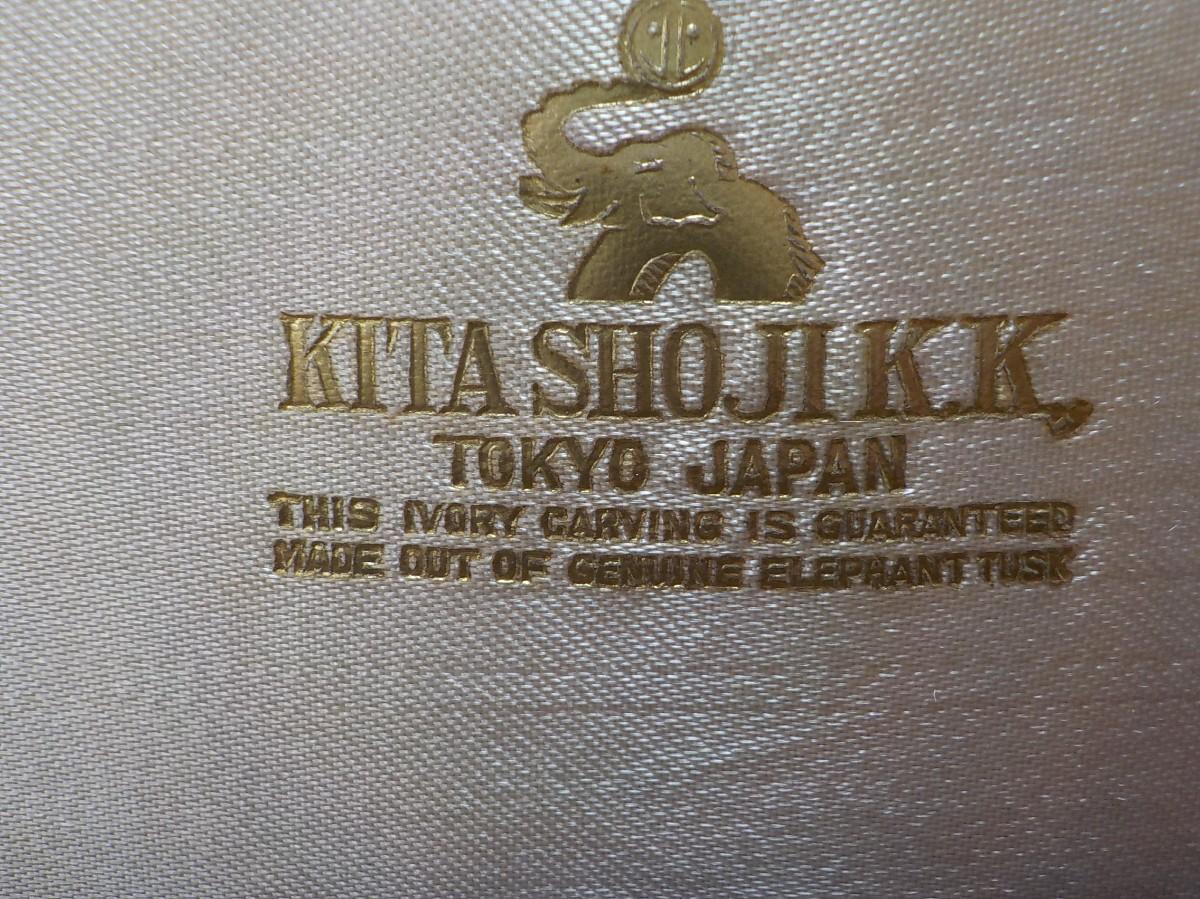 KITA SHOJI K.K.,
TOKYO JAPAN
THIS IVORY CARVING IS GUARANTEED
MADE OUT OF GENUINE ELEPHANT TUSK